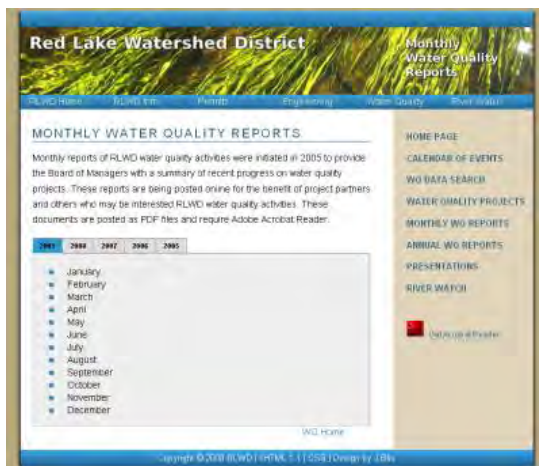 Red Lake Watershed District
Monthly
Water Quality
Reports
RLWD Home RLWD Info Permits Engineering Water Quality River Watch
MONTHLY WATER QUALITY REPORTS
Monthly reports of RLWD water quality activities were initiated in 2005 to provide
the Board of Managers with a summary of recent progress on water quality
projects. These reports are being posted online for the benefit of project partners
and others who may be interested RLWD water quality activities. These
documents are posted as PDF files and require Adobe Acrobat Reader.
2008 2007 2006 2005
January
February
March
April
May
June
July
August
September
October
November
December
WQ Home
HOME PAGE
CALENDAR OF EVENTS
WQ DATA SEARCH
WATER QUALITY PROJECTS
MONTHLY WQ REPORTS
ANNUAL WQ REPORTS
PRESENTATIONS
RIVER WATCH
Get Acrobat Reader
Copyright © RLWD | XHTML 1.1 | CSS | Design by